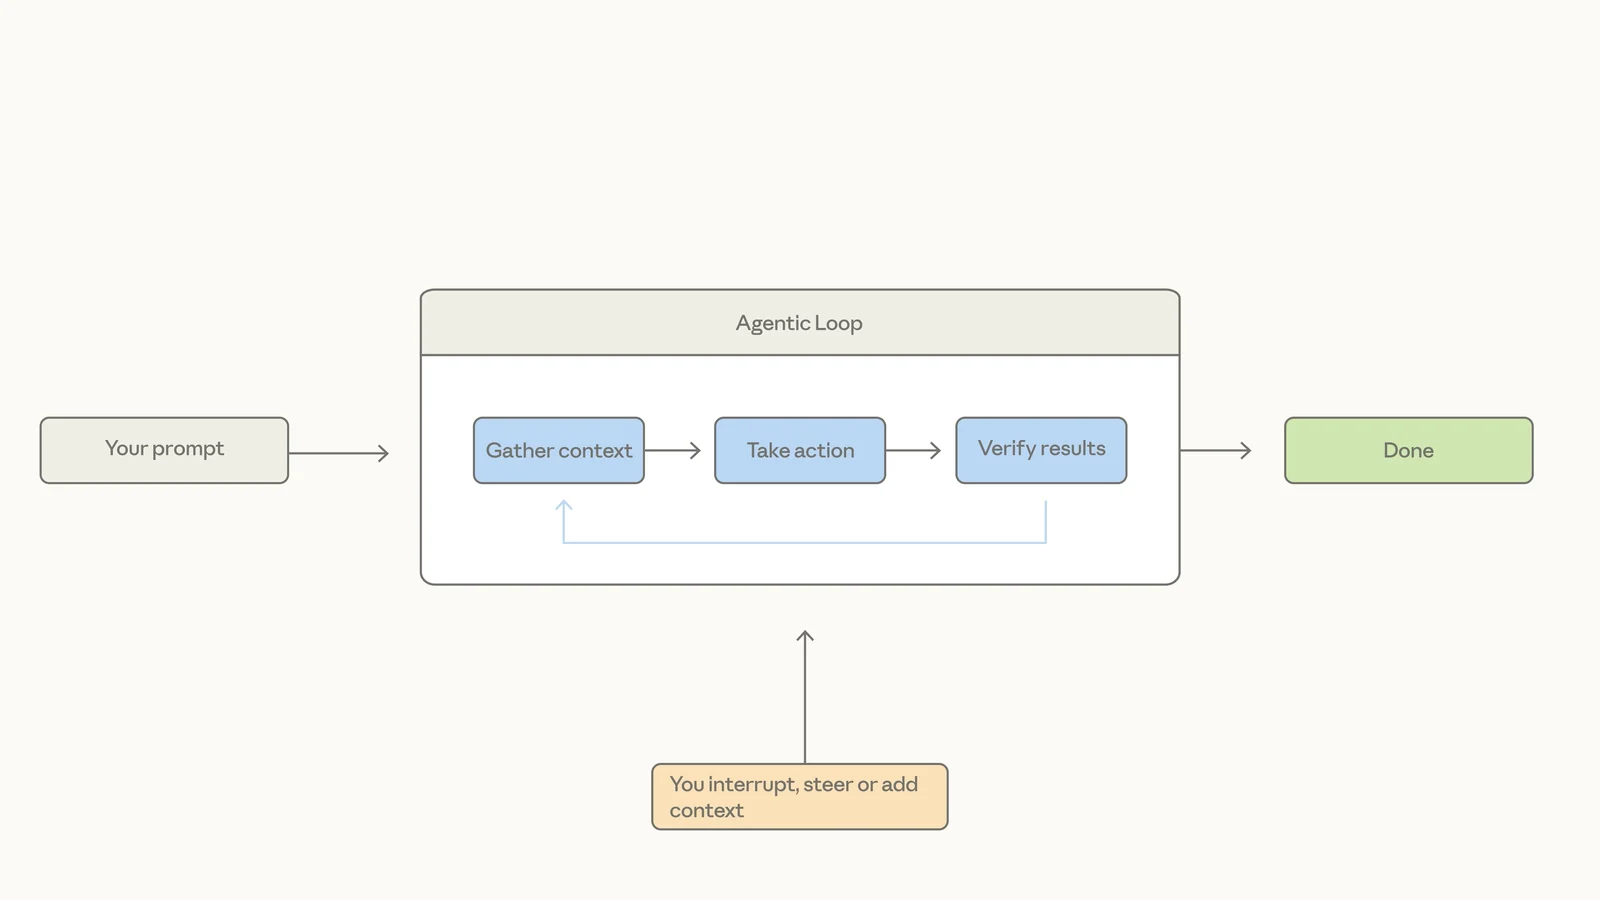 Agentic Loop
Your prompt
Gather context
Take action
Verify results
Done
You interrupt, steer or add
context